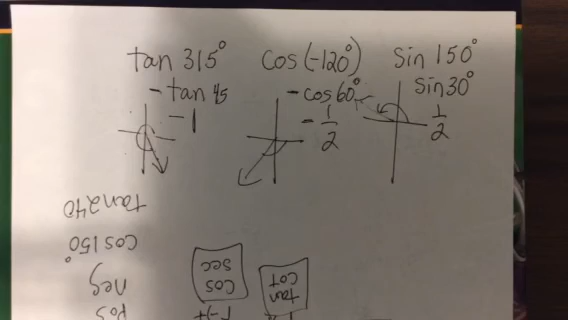 tan 315° cos(-120°) sin 150°
- tan 45 - cos 60° sin 30°
- 1 - 1/2 1/2
tan 240
cos 150°
neg
pos
cos
sec
tan
cot